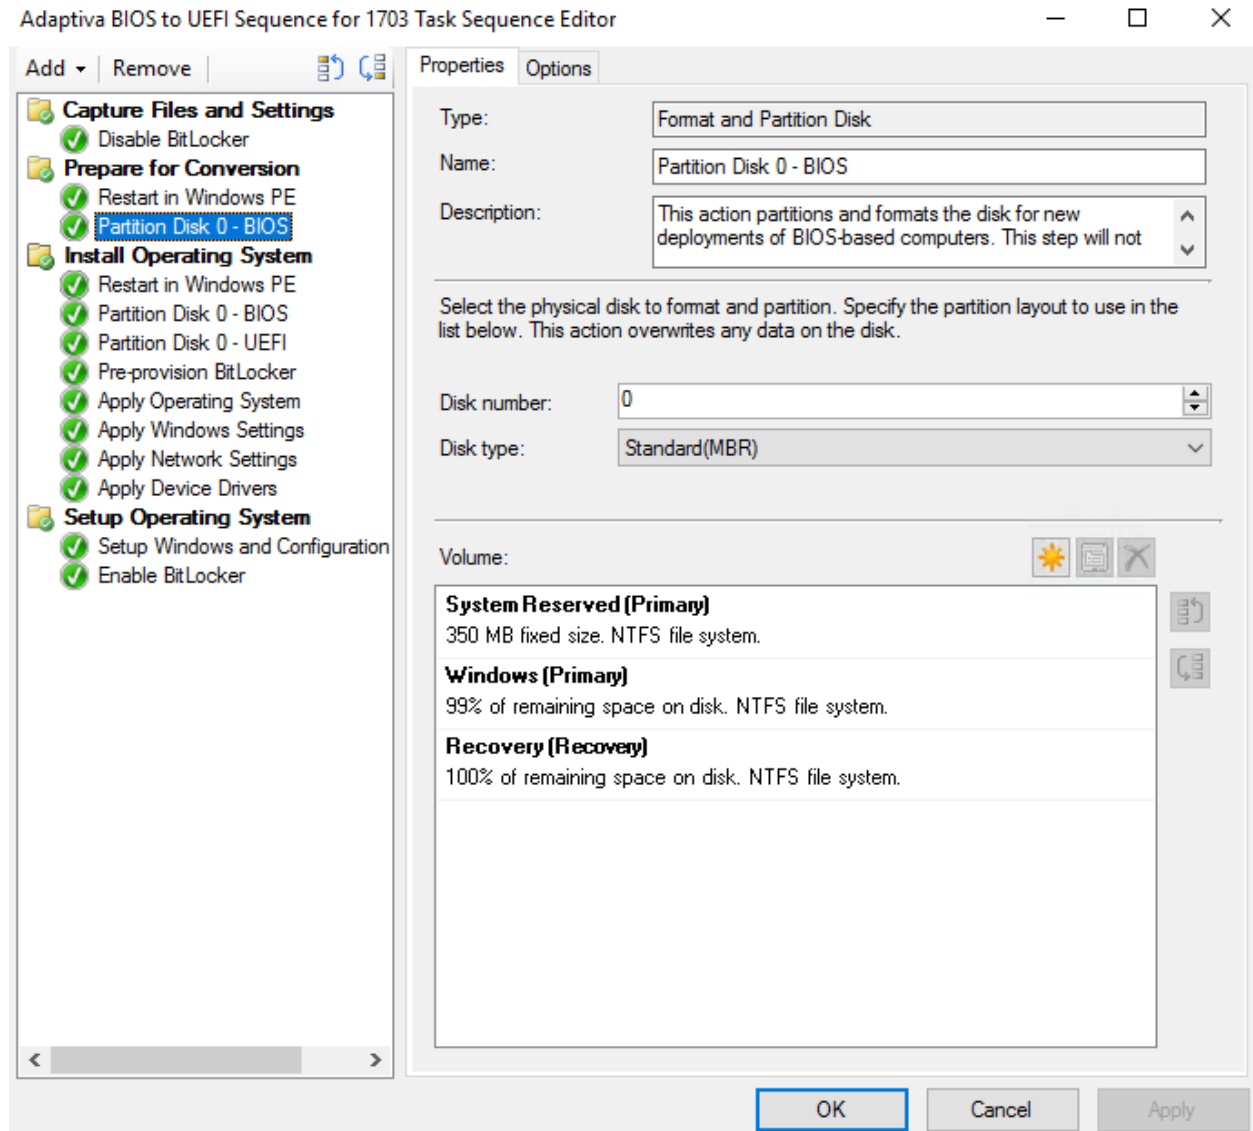 Adaptiva BIOS to UEFI Sequence for 1703 Task Sequence Editor
Add Remove
Capture Files and Settings
Disable BitLocker
Prepare for Conversion
Restart in Windows PE
Partition Disk 0 - BIOS
Install Operating System
Restart in Windows PE
Partition Disk 0 - BIOS
Partition Disk 0 - UEFI
Pre-provision BitLocker
Apply Operating System
Apply Windows Settings
Apply Network Settings
Apply Device Drivers
Setup Operating System
Setup Windows and Configuration
Enable BitLocker
Properties Options
Type: Format and Partition Disk
Name: Partition Disk 0 - BIOS
Description: This action partitions and formats the disk for new
deployments of BIOS-based computers. This step will not
Select the physical disk to format and partition. Specify the partition layout to use in the
list below. This action overwrites any data on the disk.
Disk number: 0
Disk type: Standard(MBR)
Volume:
System Reserved (Primary)
350 MB fixed size. NTFS file system.
Windows (Primary)
99% of remaining space on disk. NTFS file system.
Recovery (Recovery)
100% of remaining space on disk. NTFS file system.
OK Cancel Apply